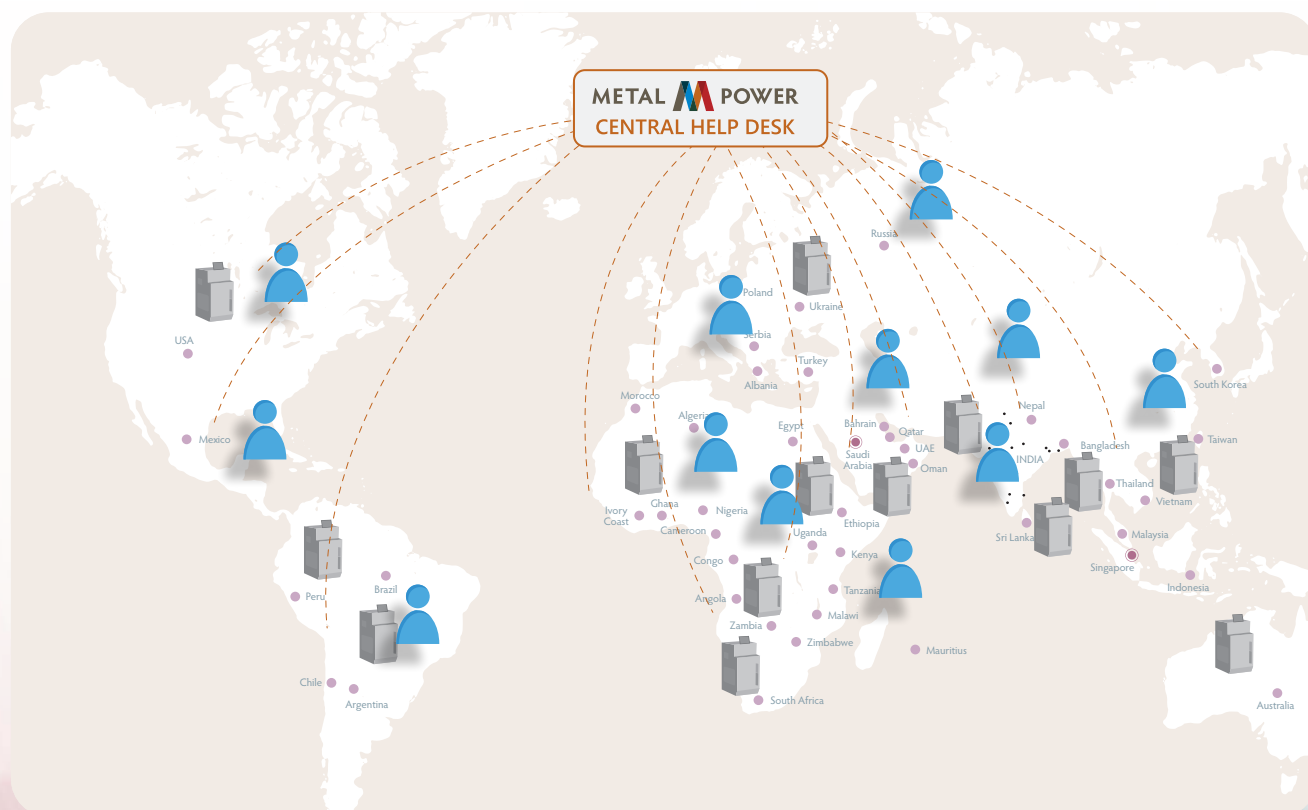 METAL POWER
CENTRAL HELP DESK
Russia
Poland
Ukraine
Serbia
USA
Turkey
Albania
South Korea
Morocco
Nepal
Algeria
Egypt
Bahrain
Qatar
Mexico
Taiwan
Bangladesh
UAE
Saudi
Arabia
INDIA
Oman
Thailand
Vietnam
Ghana
Ivory
Coast
Nigeria
Ethiopia
Cameroon
Uganda
Sri Lanka
Malaysia
Congo
Kenya
Singapore
Brazil
Tanzania
Indonesia
Peru
Angola
Malawi
Zambia
Zimbabwe
Mauritius
Chile
Argentina
South Africa
Australia